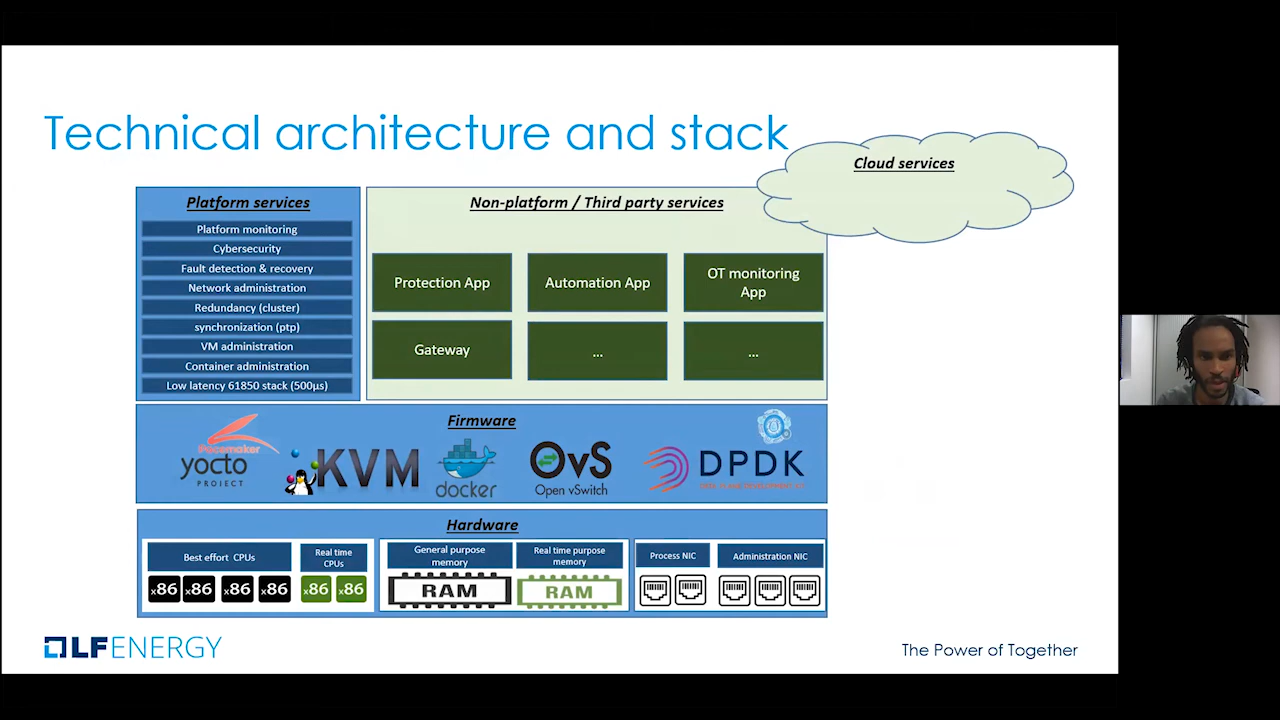 Technical architecture and stack
Cloud services
Platform services
Platform monitoring
Cybersecurity
Fault detection & recovery
Network administration
Redundancy (cluster)
synchronization (ptp)
VM administration
Container administration
Low latency 61850 stack (500µs)
Non-platform / Third party services
Protection App
Automation App
OT monitoring
App
Gateway
...
...
Firmware
Pacemaker
yocto
PROJECT
KVM
docker
OvS
Open vSwitch
DPDK
Hardware
Best effort CPUs
x86 x86 x86 x86
Real time
CPUs
x86 x86
General purpose
memory
RAM
Real time purpose
memory
RAM
Process NIC
Administration NIC
LFENERGY
The Power of Together